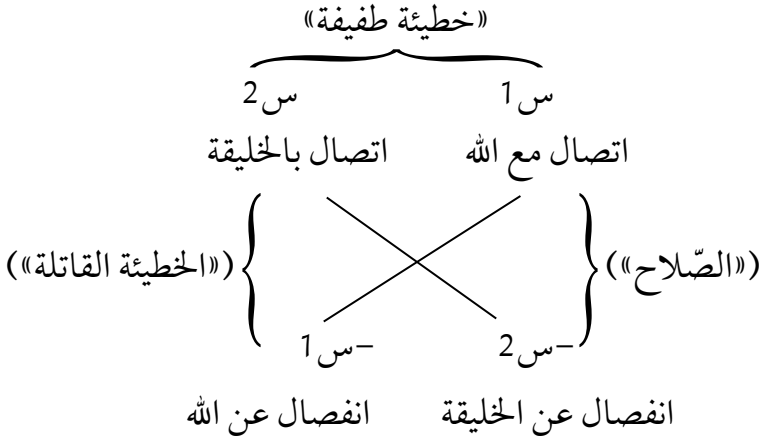 «خطيئة طفيفة»
س1 س2
اتصال مع الله اتصال بالخليقة
(«الصّلاح») («الخطيئة القاتلة»)
–س2 –س1
انفصال عن الخليقة انفصال عن الله